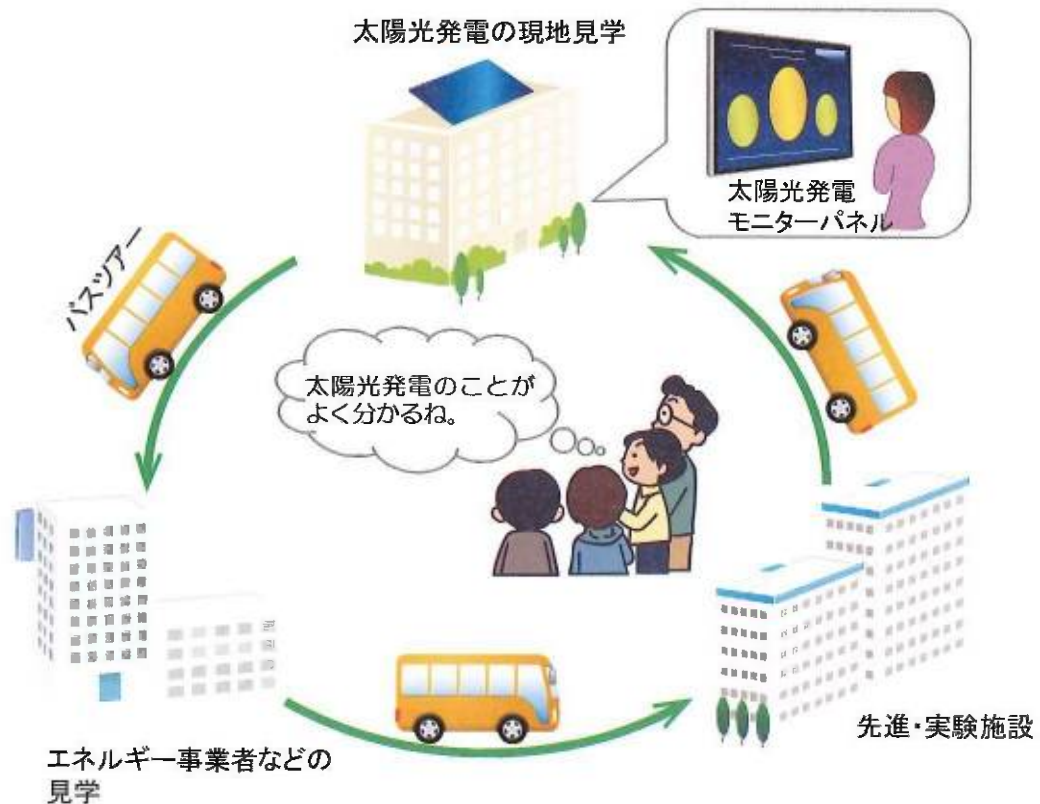 太陽光発電の現地見学
太陽光発電
モニターパネル
バスツアー
太陽光発電のことが
よく分かるね。
先進・実験施設
エネルギー事業者などの
見学